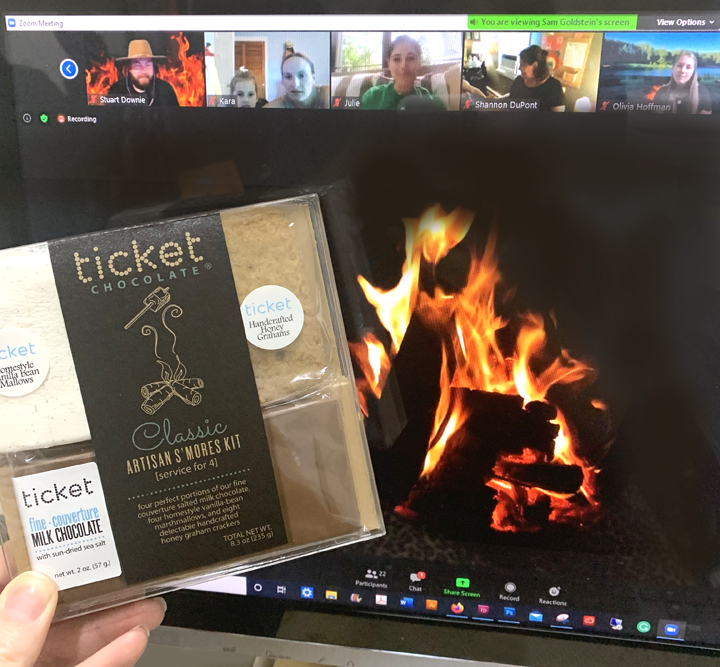 Zoom Meeting
You are viewing Sam Goldstein's screen
View Options
Stuart Downie
Kara
Julie
Shannon DuPont
Olivia Hoffman
Recording
ticket
CHOCOLATE®
Classic
ARTISAN S'MORES KIT
[service for 4]
four perfect portions of our fine
couverture salted milk chocolate,
four homestyle vanilla-bean
marshmallows, and eight
delectable handcrafted
honey graham crackers
TOTAL NET WT.
8.3 oz (235 g)
ticket
Handcrafted
Honey
Grahams
cket
omestyle
nilla Bean
Mallows
ticket
fine-couverture
MILK CHOCOLATE
with sun-dried sea salt
net wt. 2 oz. (57 g)
22
Participants
Chat
Share Screen
Record
Reactions